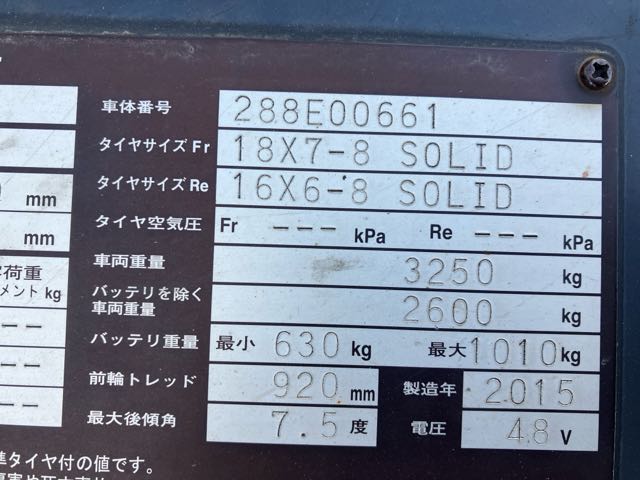 車体番号 288E00661
タイヤサイズ Fr 18X7-8 SOLID
タイヤサイズ Re 16X6-8 SOLID
mm
タイヤ空気圧 Fr --- kPa Re --- kPa
mm
車両重量 3250 kg
荷重
メント kg
バッテリを除く
車両重量 2600 kg
--
バッテリ重量 最小 630 kg 最大 1010 kg
--
前輪トレッド 920 mm 製造年 2015
--
最大後傾角 7.5 度 電圧 48 V
準タイヤ付の値です。